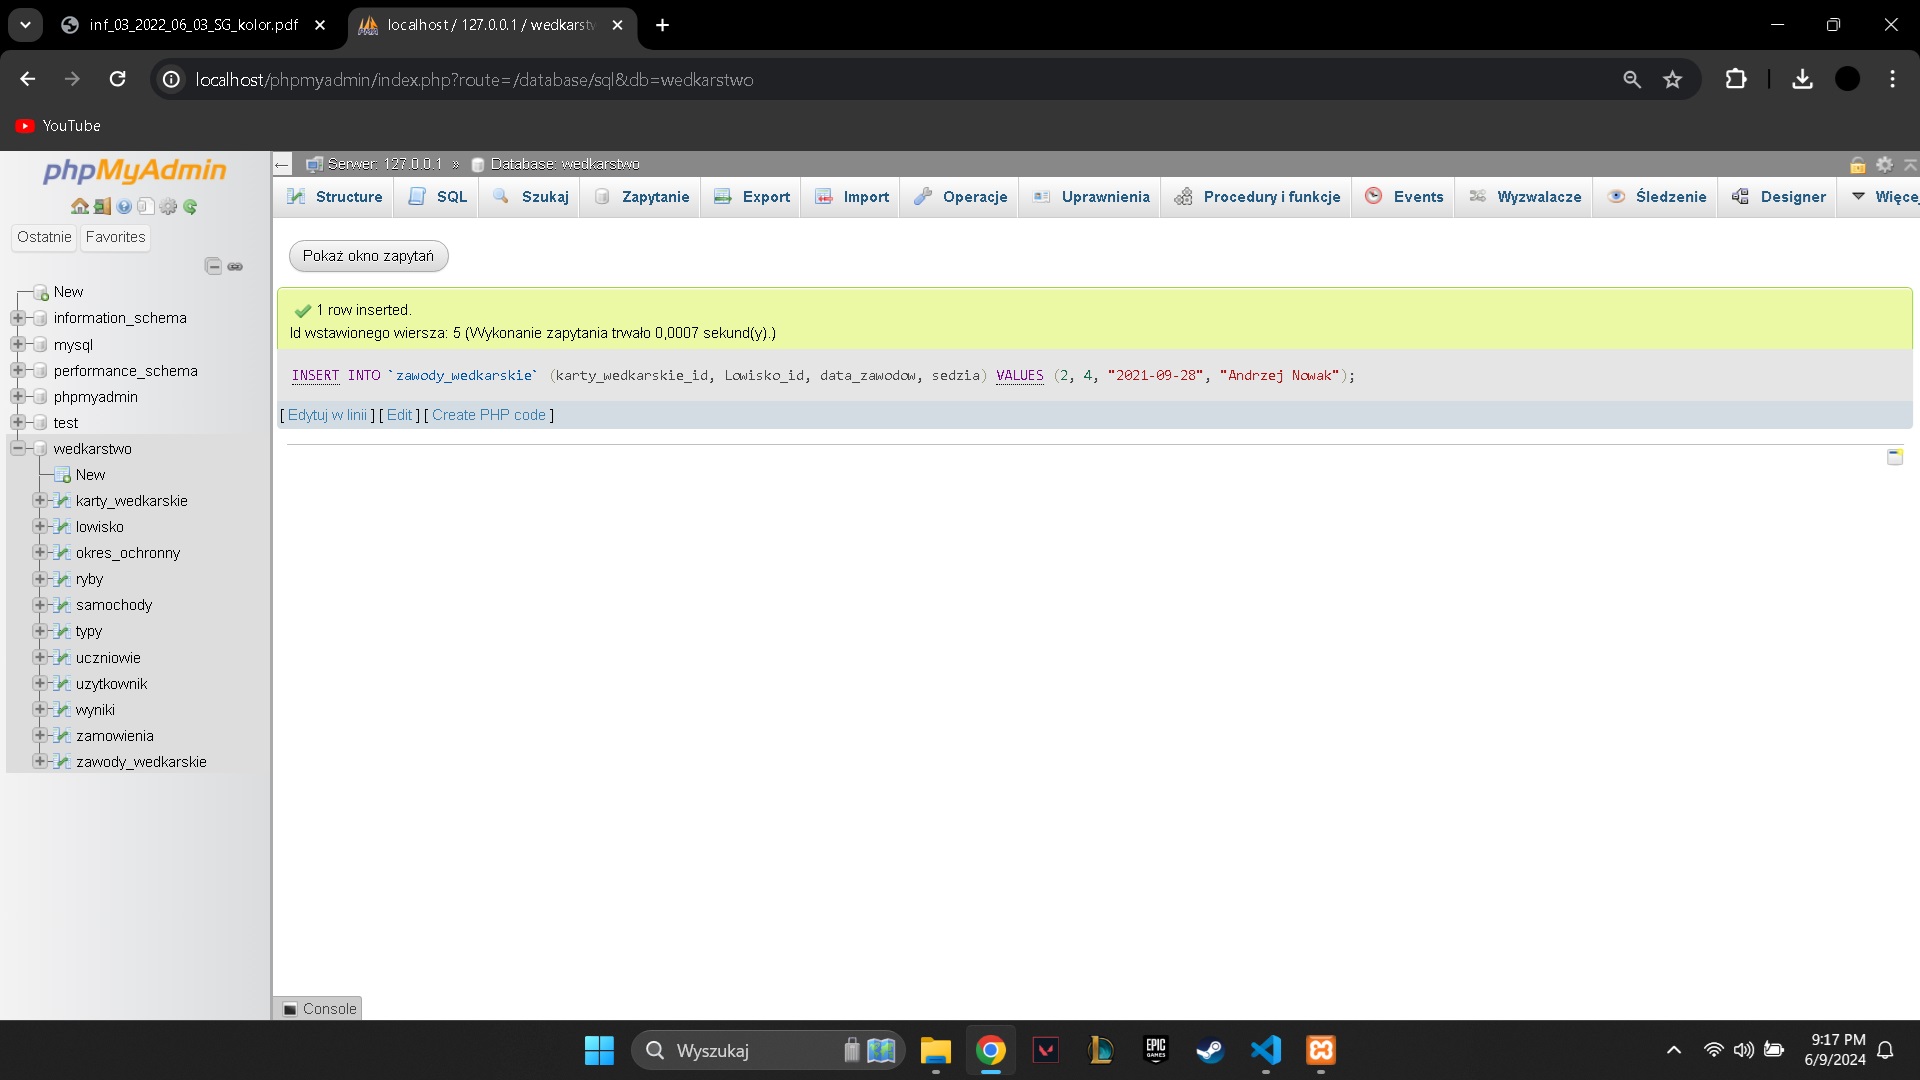 inf_03_2022_06_03_SG_kolor.pdf
localhost / 127.0.0.1 / wedkarstw
localhost/phpmyadmin/index.php?route=/database/sql&db=wedkarstwo
YouTube
phpMyAdmin
Ostatnie
Favorites
New
information_schema
mysql
performance_schema
phpmyadmin
test
wedkarstwo
New
karty_wedkarskie
lowisko
okres_ochronny
ryby
samochody
typy
uczniowie
uzytkownik
wyniki
zamowienia
zawody_wedkarskie
Serwer: 127.0.0.1 » Database: wedkarstwo
Structure
SQL
Szukaj
Zapytanie
Export
Import
Operacje
Uprawnienia
Procedury i funkcje
Events
Wyzwalacze
Śledzenie
Designer
Więcej
Pokaż okno zapytań
1 row inserted.
Id wstawionego wiersza: 5 (Wykonanie zapytania trwało 0,0007 sekund(y).)
INSERT INTO `zawody_wedkarskie` (karty_wedkarskie_id, Lowisko_id, data_zawodow, sedzia) VALUES (2, 4, "2021-09-28", "Andrzej Nowak");
[ Edytuj w linii ] [ Edit ] [ Create PHP code ]
Console
Wyszukaj
EPIC
GAMES
9:17 PM
6/9/2024